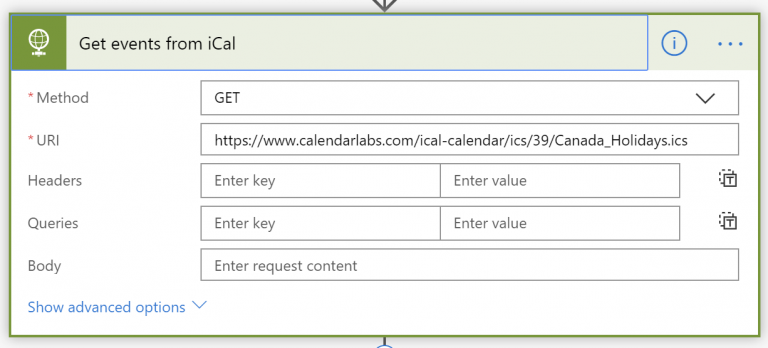 Get events from iCal
* Method GET
* URI https://www.calendarlabs.com/ical-calendar/ics/39/Canada_Holidays.ics
Headers Enter key Enter value
Queries Enter key Enter value
Body Enter request content
Show advanced options